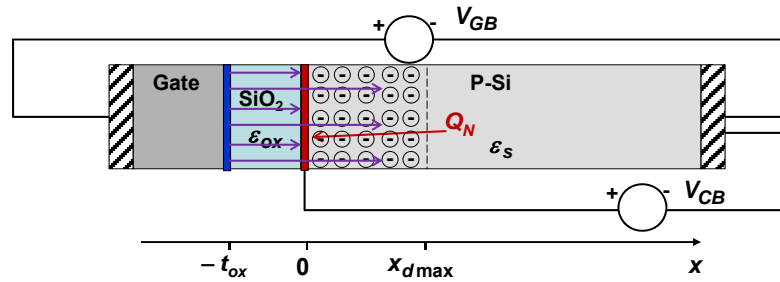 + - V_GB
Gate SiO₂ P-Si
Q_N
ε_ox ε_s
+ - V_CB
- t_ox 0 x_d max x